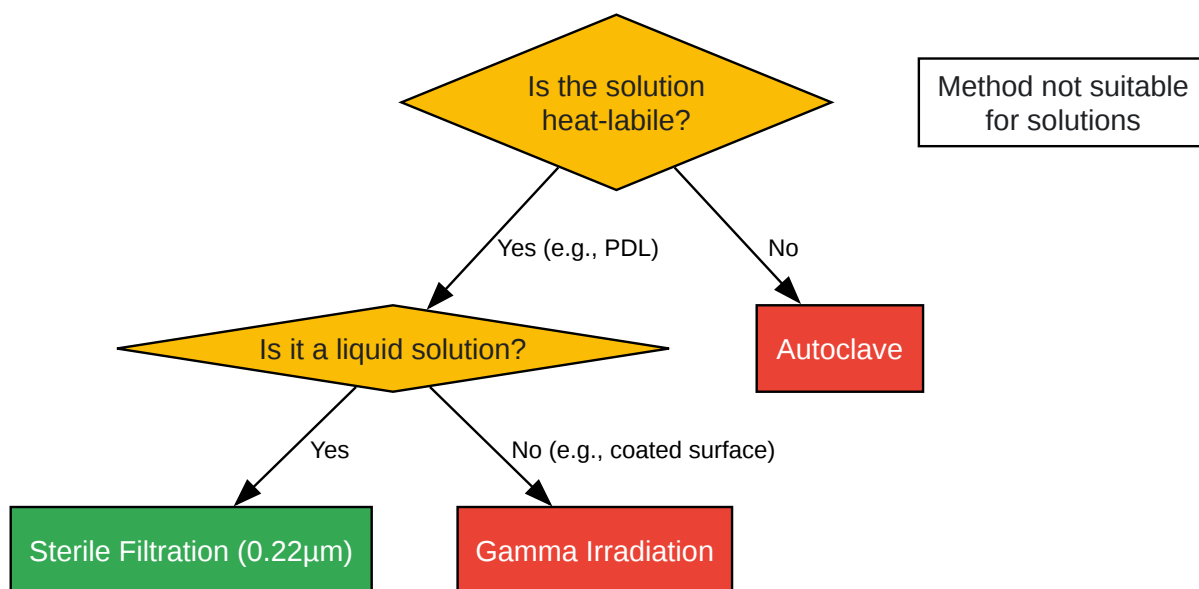 Is the solution
heat-labile?
Method not suitable
for solutions
Yes (e.g., PDL)
No
Is it a liquid solution?
Autoclave
Yes
No (e.g., coated surface)
Sterile Filtration (0.22µm)
Gamma Irradiation